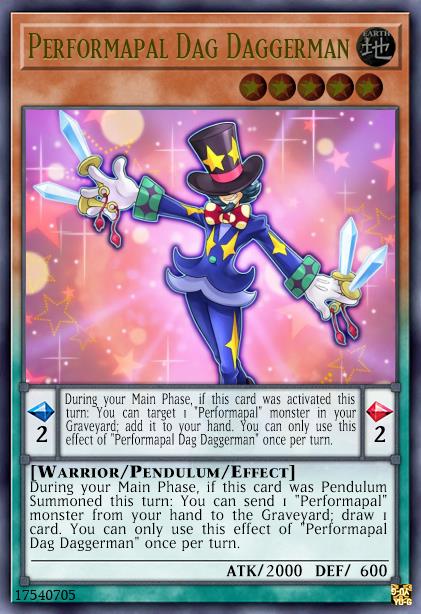 Performapal Dag Daggerman
EARTH
地
During your Main Phase, if this card was activated this
turn: You can target 1 "Performapal" monster in your
Graveyard; add it to your hand. You can only use this
effect of "Performapal Dag Daggerman" once per turn.
2
2
[Warrior/Pendulum/Effect]
During your Main Phase, if this card was Pendulum
Summoned this turn: You can send 1 "Performapal"
monster from your hand to the Graveyard; draw 1
card. You can only use this effect of "Performapal
Dag Daggerman" once per turn.
ATK/2000 DEF/ 600
17540705